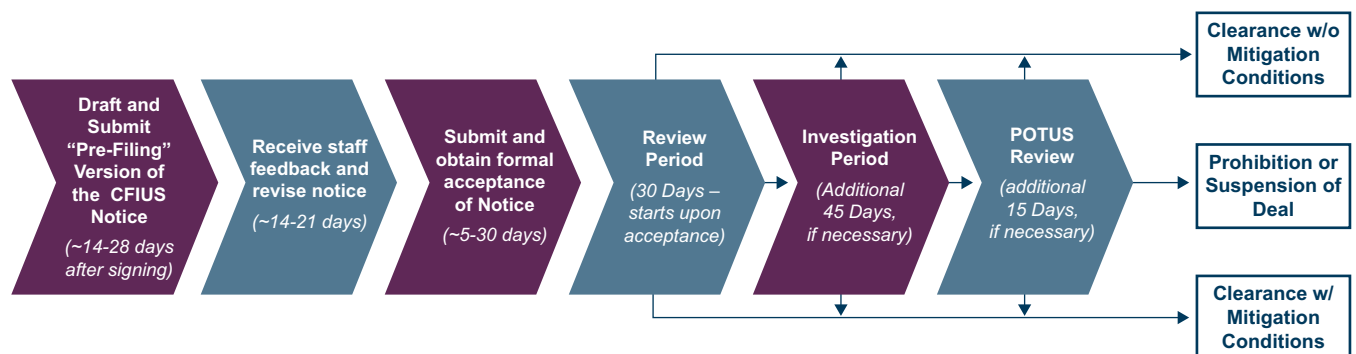 Draft and
Submit
“Pre-Filing”
Version of
the CFIUS
Notice
(~14-28 days
after signing)
Receive staff
feedback and
revise notice
(~14-21 days)
Submit and
obtain formal
acceptance
of Notice
(~5-30 days)
Review
Period
(30 Days –
starts upon
acceptance)
Investigation
Period
(Additional
45 Days,
if necessary)
POTUS
Review
(additional
15 Days,
if necessary)
Clearance w/o
Mitigation
Conditions
Prohibition or
Suspension of
Deal
Clearance w/
Mitigation
Conditions